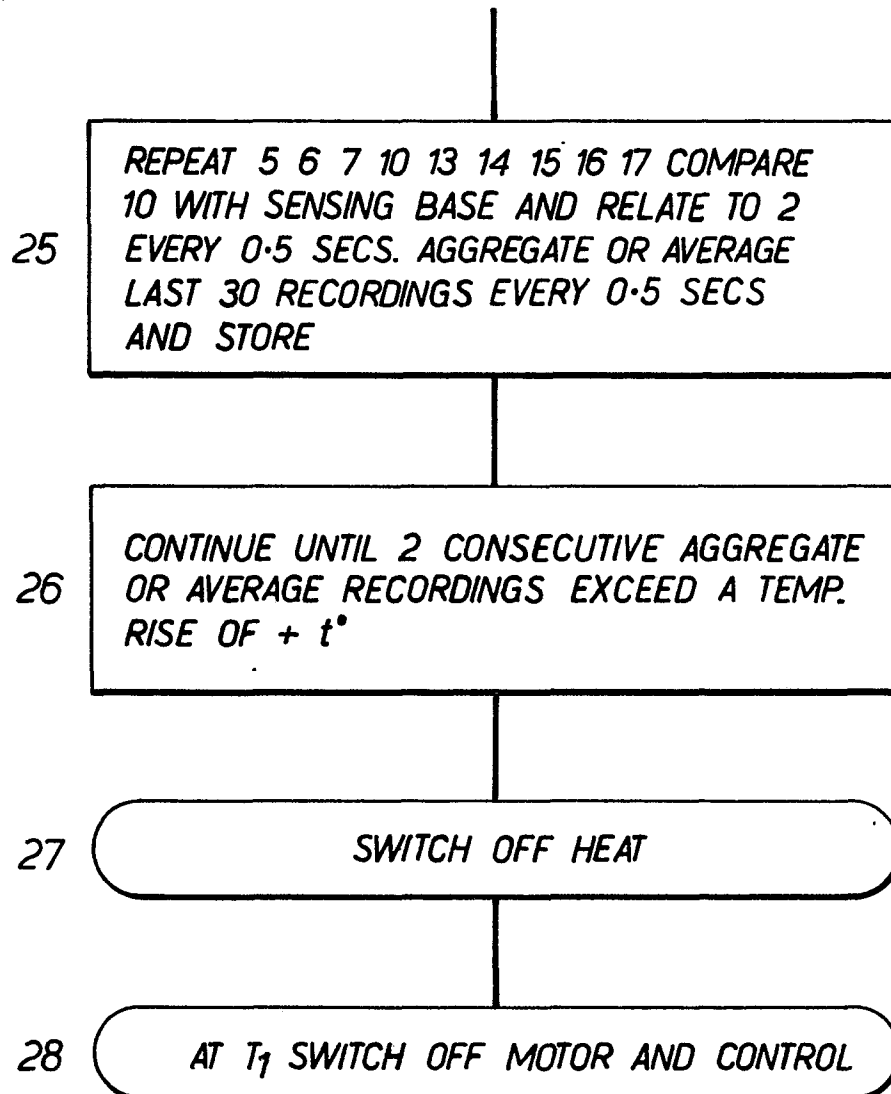 REPEAT 5 6 7 10 13 14 15 16 17 COMPARE
10 WITH SENSING BASE AND RELATE TO 2
25 EVERY 0·5 SECS. AGGREGATE OR AVERAGE
LAST 30 RECORDINGS EVERY 0·5 SECS
AND STORE
CONTINUE UNTIL 2 CONSECUTIVE AGGREGATE
26 OR AVERAGE RECORDINGS EXCEED A TEMP.
RISE OF + t°
27 SWITCH OFF HEAT
28 AT T₁ SWITCH OFF MOTOR AND CONTROL